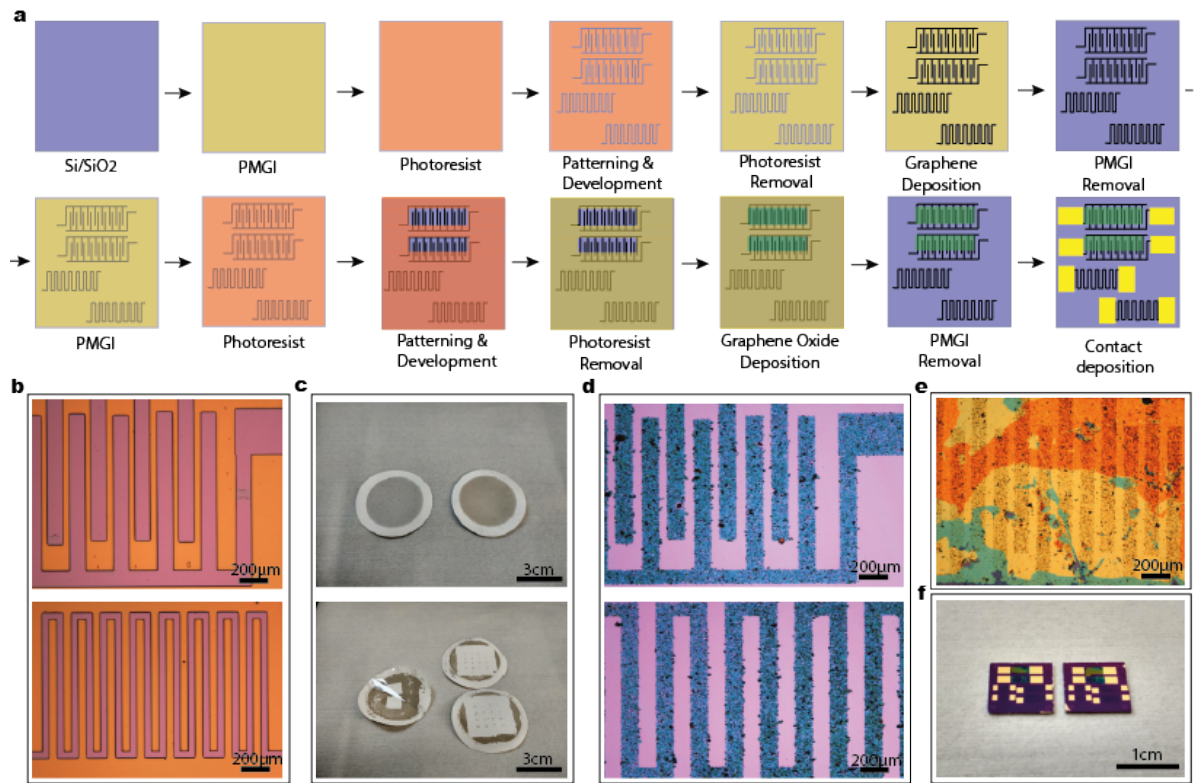 a
Si/SiO2
PMGI
Photoresist
Patterning &
Development
Photoresist
Removal
Graphene
Deposition
PMGI
Removal
PMGI
Photoresist
Patterning &
Development
Photoresist
Removal
Graphene Oxide
Deposition
PMGI
Removal
Contact
deposition
b
200μm
200μm
c
3cm
3cm
d
200μm
200μm
e
200μm
f
1cm